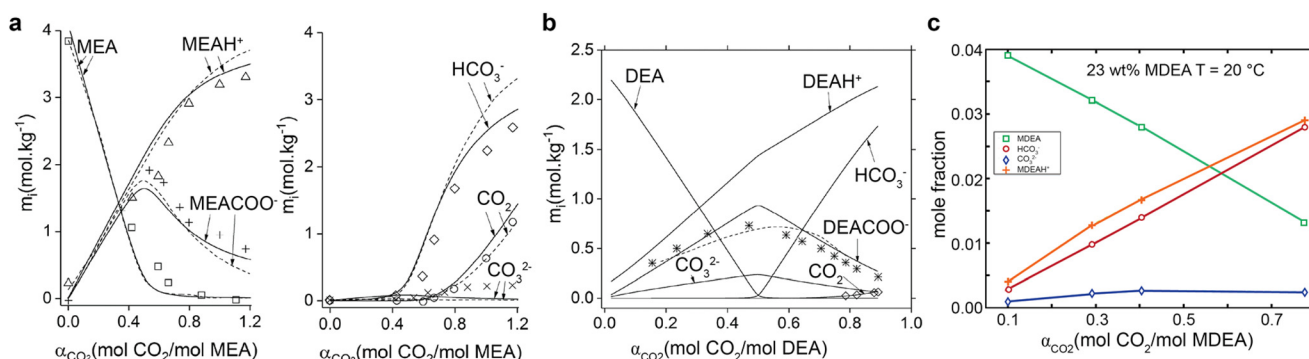 a
4
3
2
1
0
0.0 0.4 0.8 1.2
mᵢ(mol.kg⁻¹)
MEA
MEAH⁺
MEACOO⁻
α_CO₂(mol CO₂/mol MEA)
4
3
2
1
0
0.0 0.4 0.8 1.2
mᵢ(mol.kg⁻¹)
HCO₃⁻
CO₂
CO₃²⁻
α_CO₂(mol CO₂/mol MEA)
b
2.5
2.0
1.5
1.0
0.5
0.0
0.0 0.2 0.4 0.6 0.8 1.0
mᵢ(mol.kg⁻¹)
DEA
DEAH⁺
HCO₃⁻
DEACOO⁻
CO₃²⁻
CO₂
α_CO2(mol CO₂/mol DEA)
c
0.04
0.03
0.02
0.01
0.00
0.1 0.3 0.5 0.7
mole fraction
23 wt% MDEA T = 20 °C
MDEA
HCO₃⁻
CO₃²⁻
MDEAH⁺
α_CO2(mol CO₂/mol MDEA)